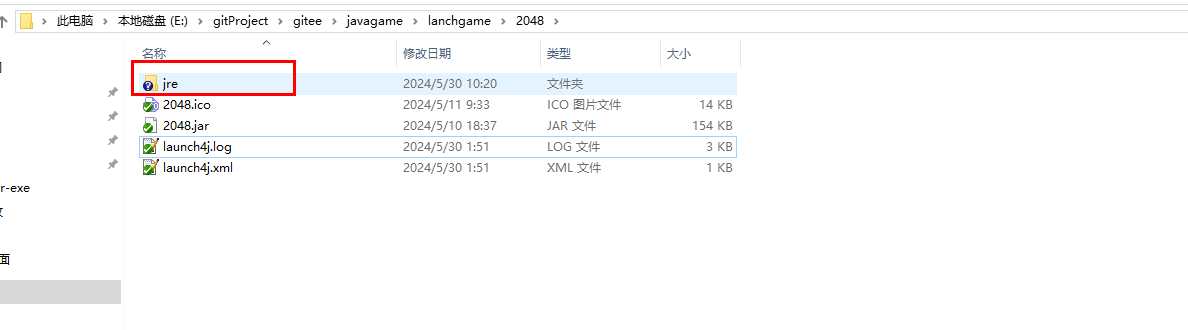 此电脑 > 本地磁盘 (E:) > gitProject > gitee > javagame > lanchgame > 2048 >
名称 修改日期 类型 大小
jre 2024/5/30 10:20 文件夹
2048.ico 2024/5/11 9:33 ICO 图片文件 14 KB
2048.jar 2024/5/10 18:37 JAR 文件 154 KB
launch4j.log 2024/5/30 1:51 LOG 文件 3 KB
launch4j.xml 2024/5/30 1:51 XML 文件 1 KB
r-exe
面